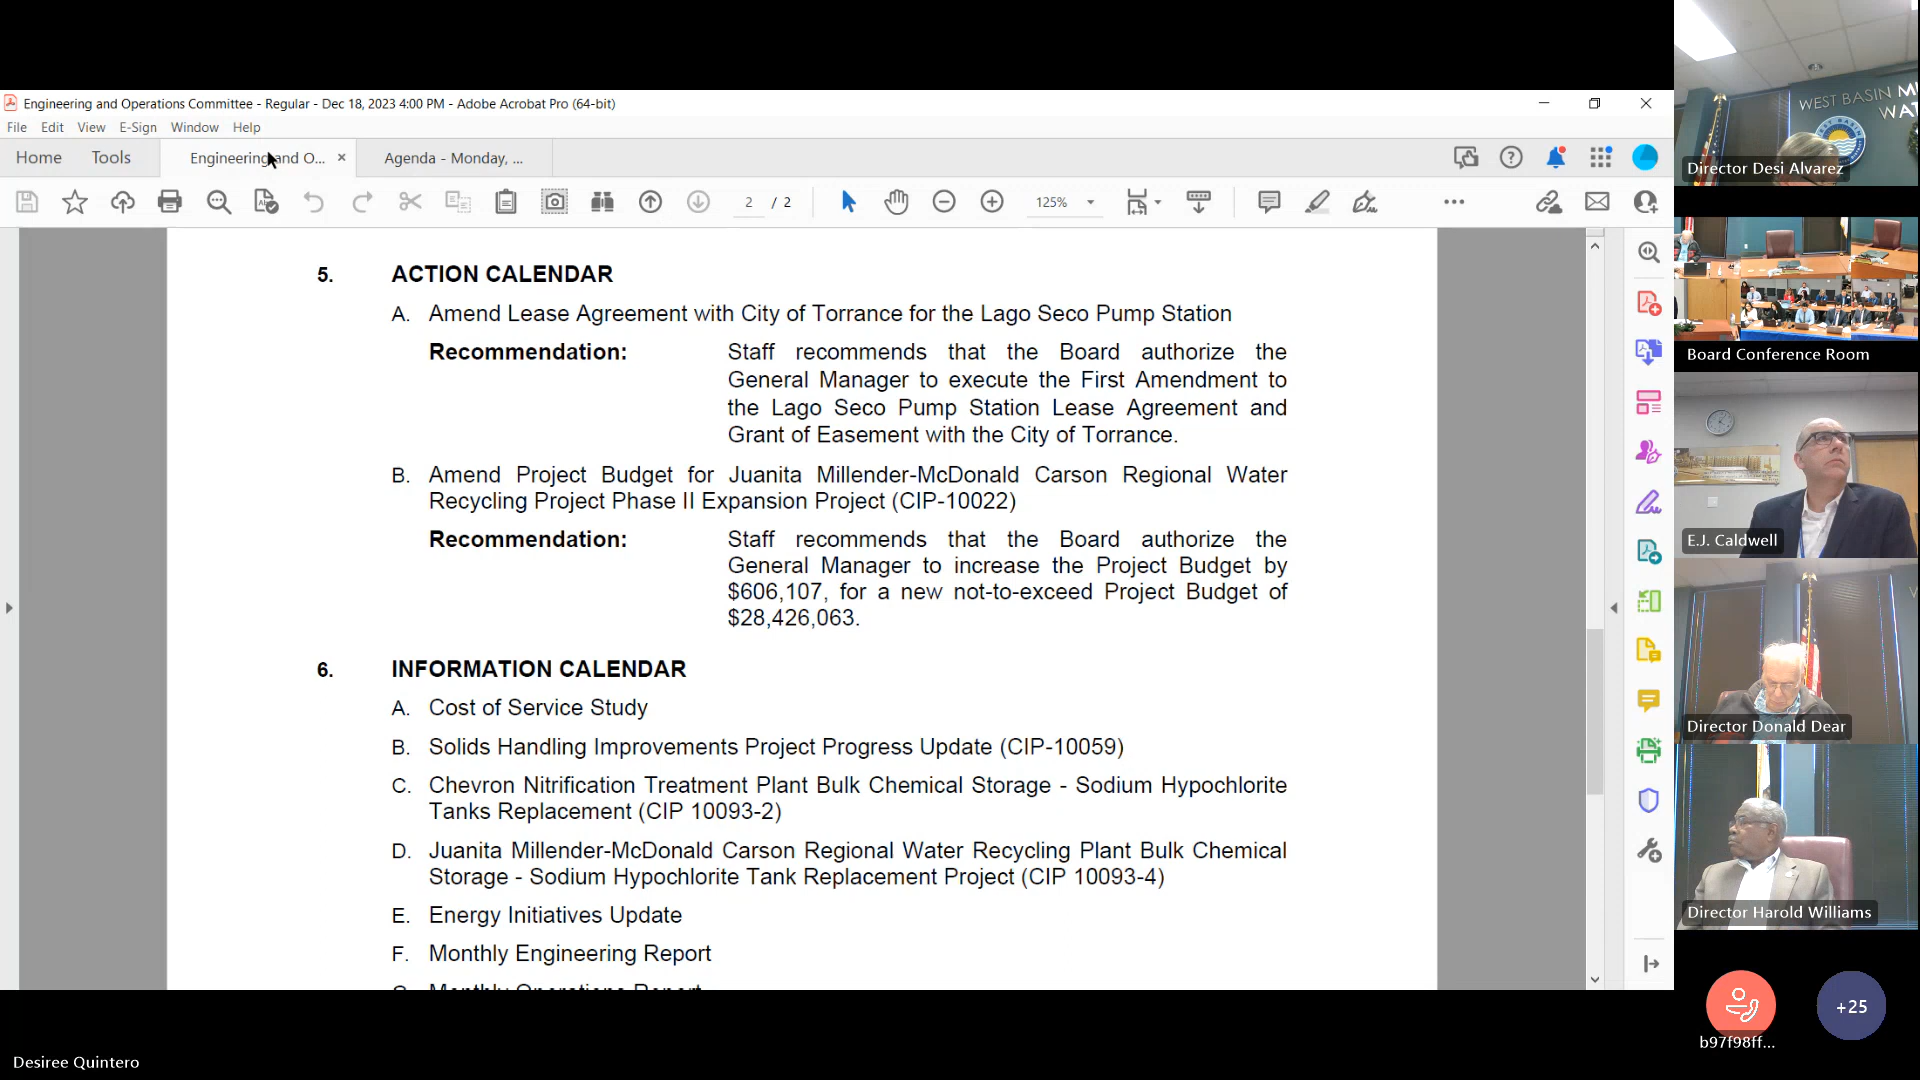 Engineering and Operations Committee - Regular - Dec 18, 2023 4:00 PM - Adobe Acrobat Pro (64-bit)
File Edit View E-Sign Window Help
Home Tools Engineering and O... Agenda - Monday, ...
2 / 2 125%
5. ACTION CALENDAR
A. Amend Lease Agreement with City of Torrance for the Lago Seco Pump Station
Recommendation: Staff recommends that the Board authorize the
General Manager to execute the First Amendment to
the Lago Seco Pump Station Lease Agreement and
Grant of Easement with the City of Torrance.
B. Amend Project Budget for Juanita Millender-McDonald Carson Regional Water
Recycling Project Phase II Expansion Project (CIP-10022)
Recommendation: Staff recommends that the Board authorize the
General Manager to increase the Project Budget by
$606,107, for a new not-to-exceed Project Budget of
$28,426,063.
6. INFORMATION CALENDAR
A. Cost of Service Study
B. Solids Handling Improvements Project Progress Update (CIP-10059)
C. Chevron Nitrification Treatment Plant Bulk Chemical Storage - Sodium Hypochlorite
Tanks Replacement (CIP 10093-2)
D. Juanita Millender-McDonald Carson Regional Water Recycling Plant Bulk Chemical
Storage - Sodium Hypochlorite Tank Replacement Project (CIP 10093-4)
E. Energy Initiatives Update
F. Monthly Engineering Report
Monthly Operations Report
Desiree Quintero
WEST BASIN
Director Desi Alvarez
Board Conference Room
E.J. Caldwell
Director Donald Dear
Director Harold Williams
b97f98ff...
+25